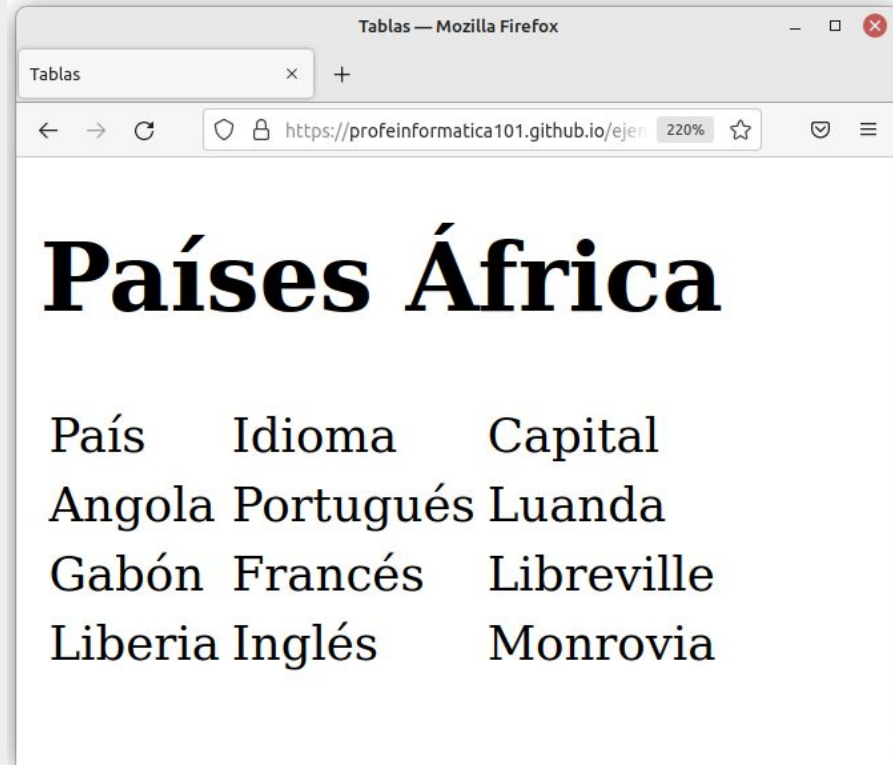 Tablas — Mozilla Firefox
Tablas
https://profeinformatica101.github.io/ejem 220%
Países África
País Idioma Capital
Angola Portugués Luanda
Gabón Francés Libreville
Liberia Inglés Monrovia